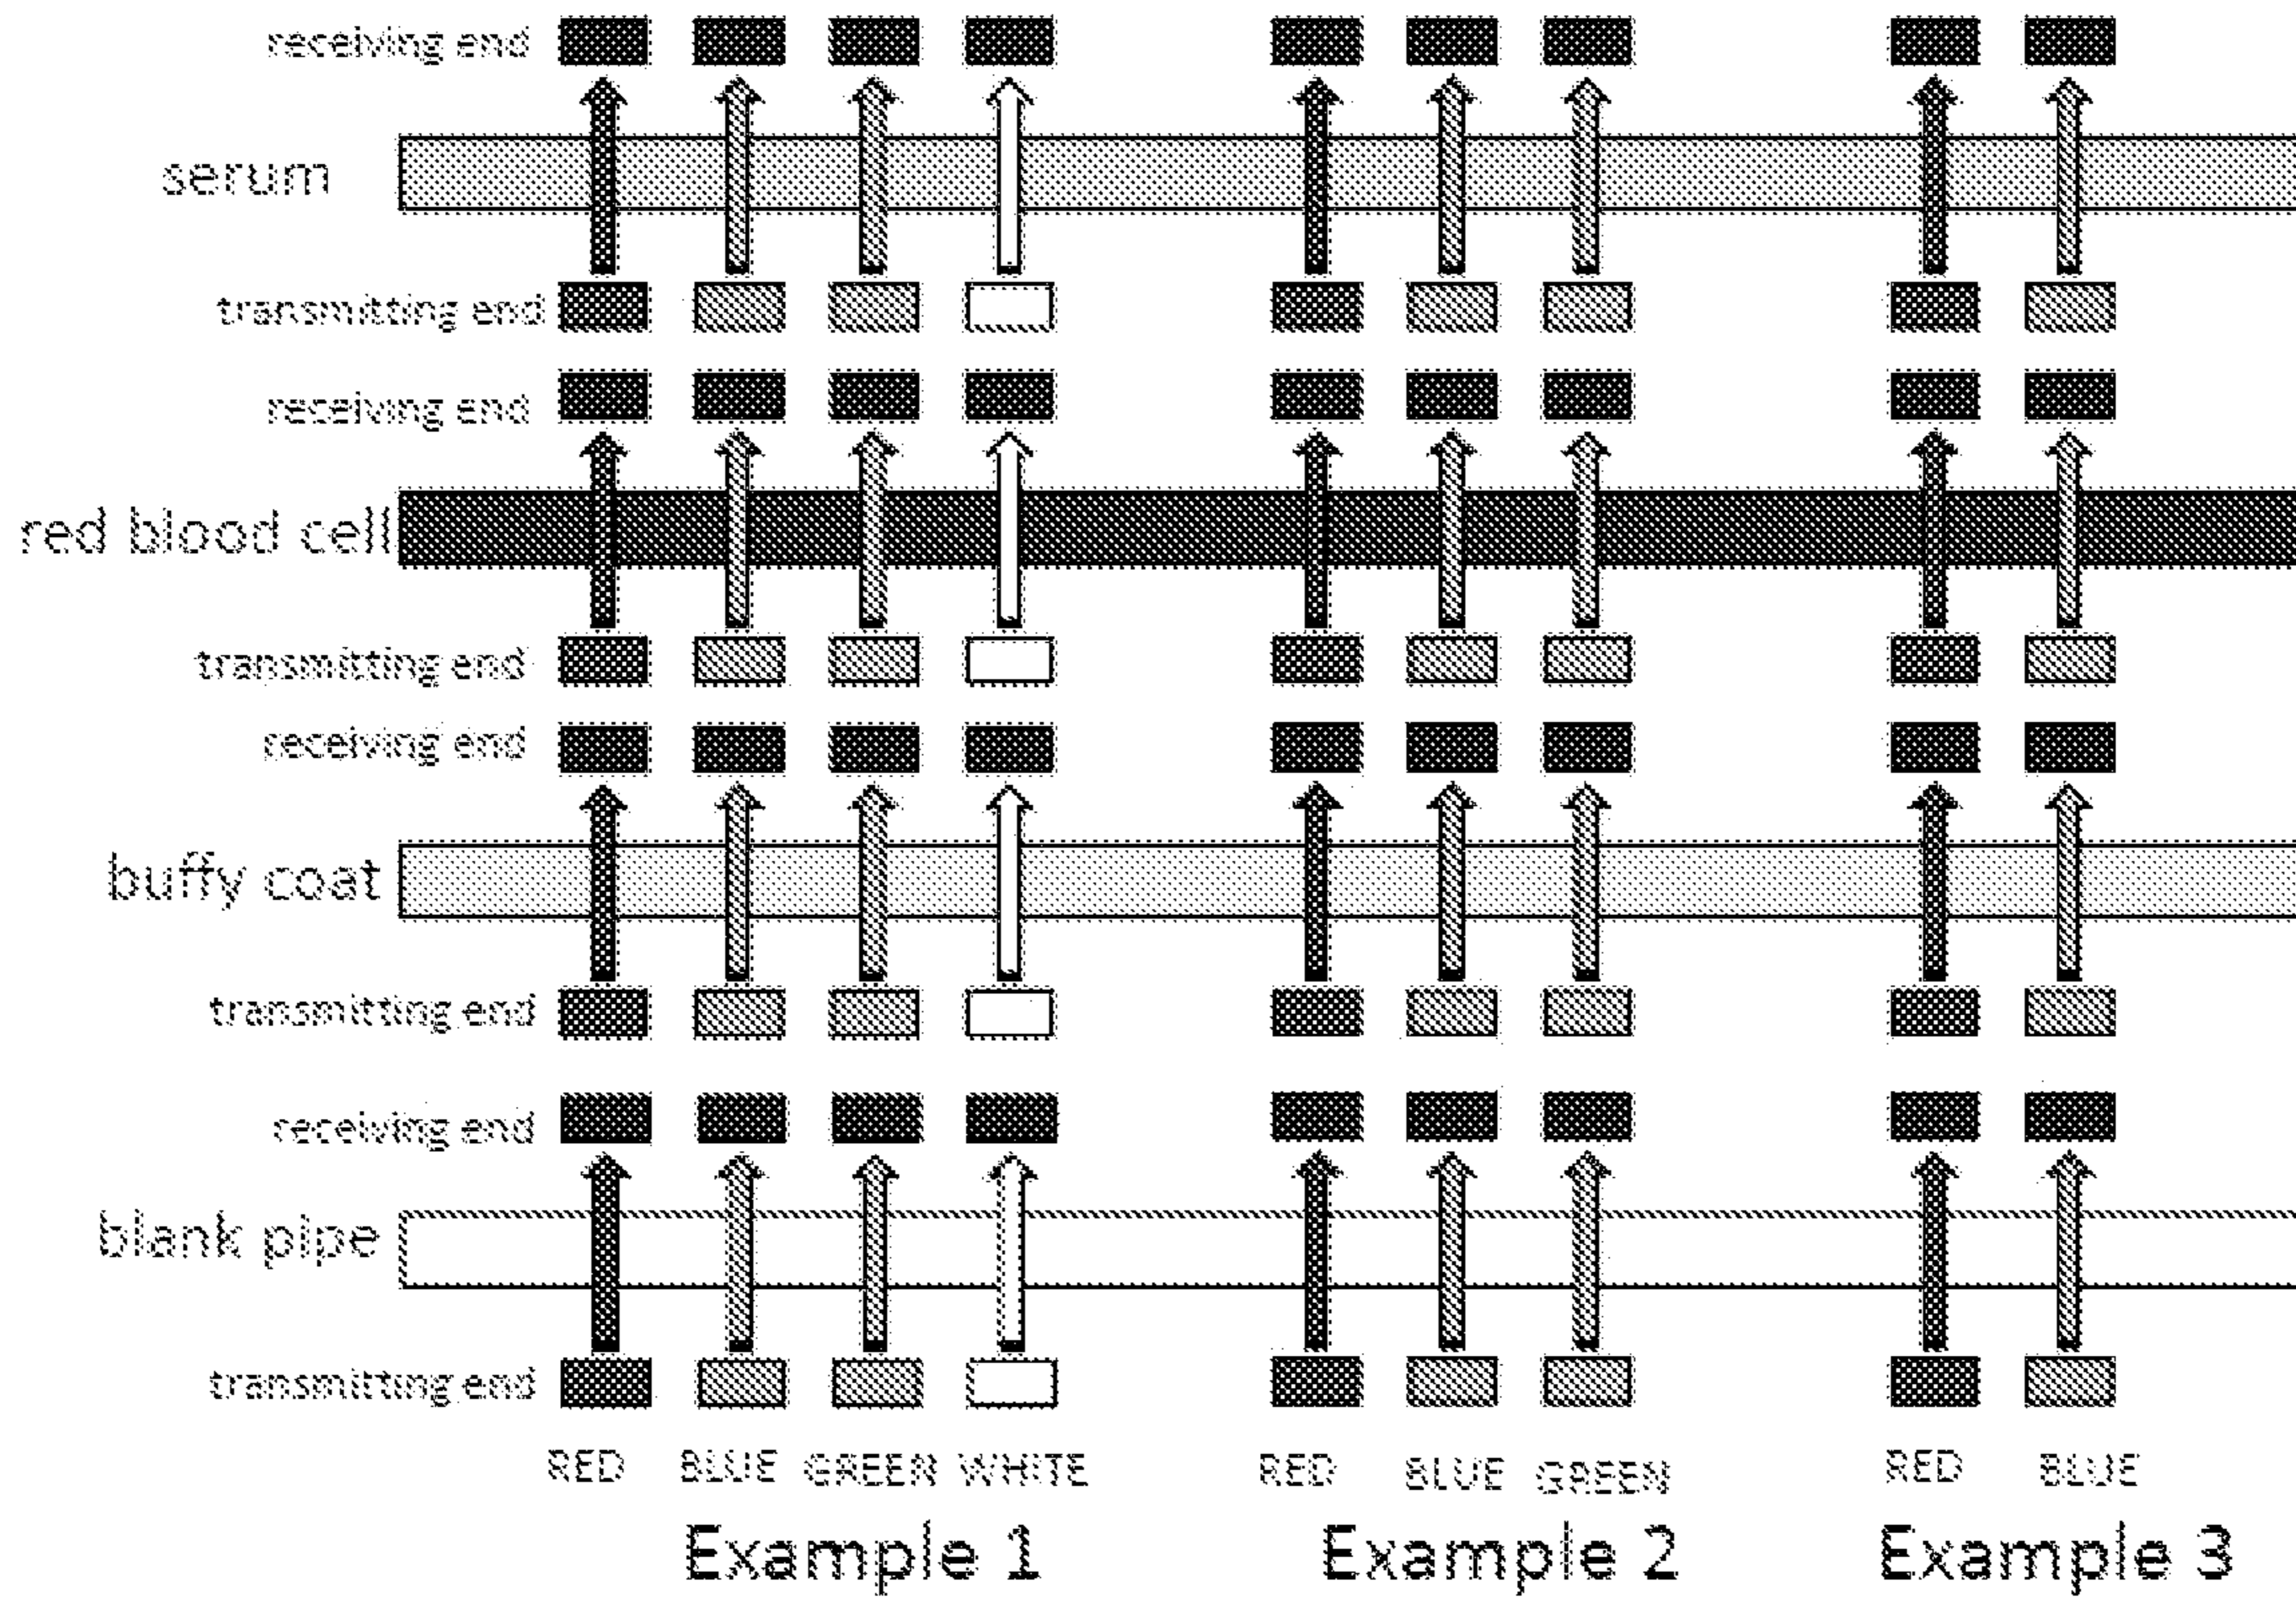 receiving end
serum
transmitting end
receiving end
red blood cell
transmitting end
receiving end
buffy coat
transmitting end
receiving end
blank pipe
transmitting end
RED BLUE GREEN WHITE RED BLUE GREEN RED BLUE
Example 1 Example 2 Example 3